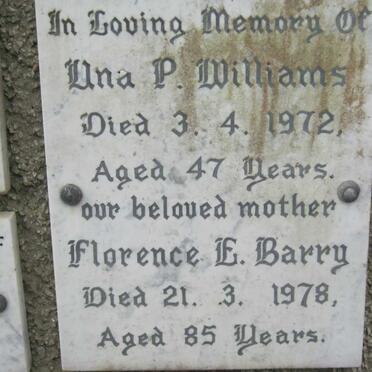 In Loving Memory Of
Una P. Williams
Died 3. 4. 1972,
Aged 47 Years.
our beloved mother
Florence E. Barry
Died 21. 3. 1978,
Aged 85 Years.